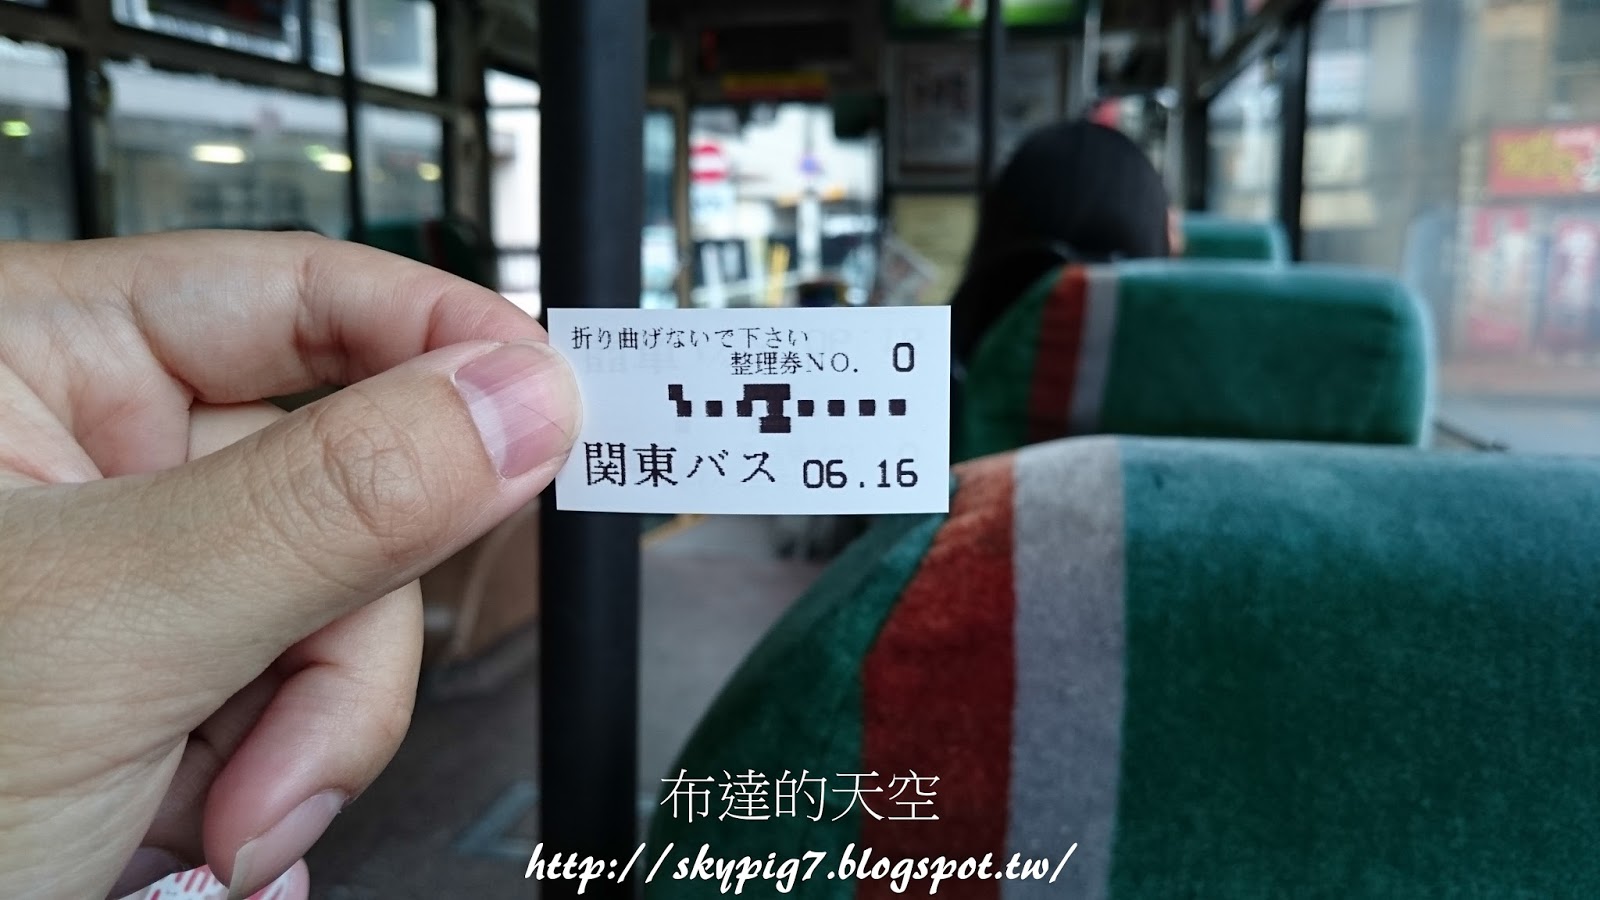 折り曲げないで下さい
整理券NO. 0
関東バス 06.16
布達的天空
http://skypig7.blogspot.tw/